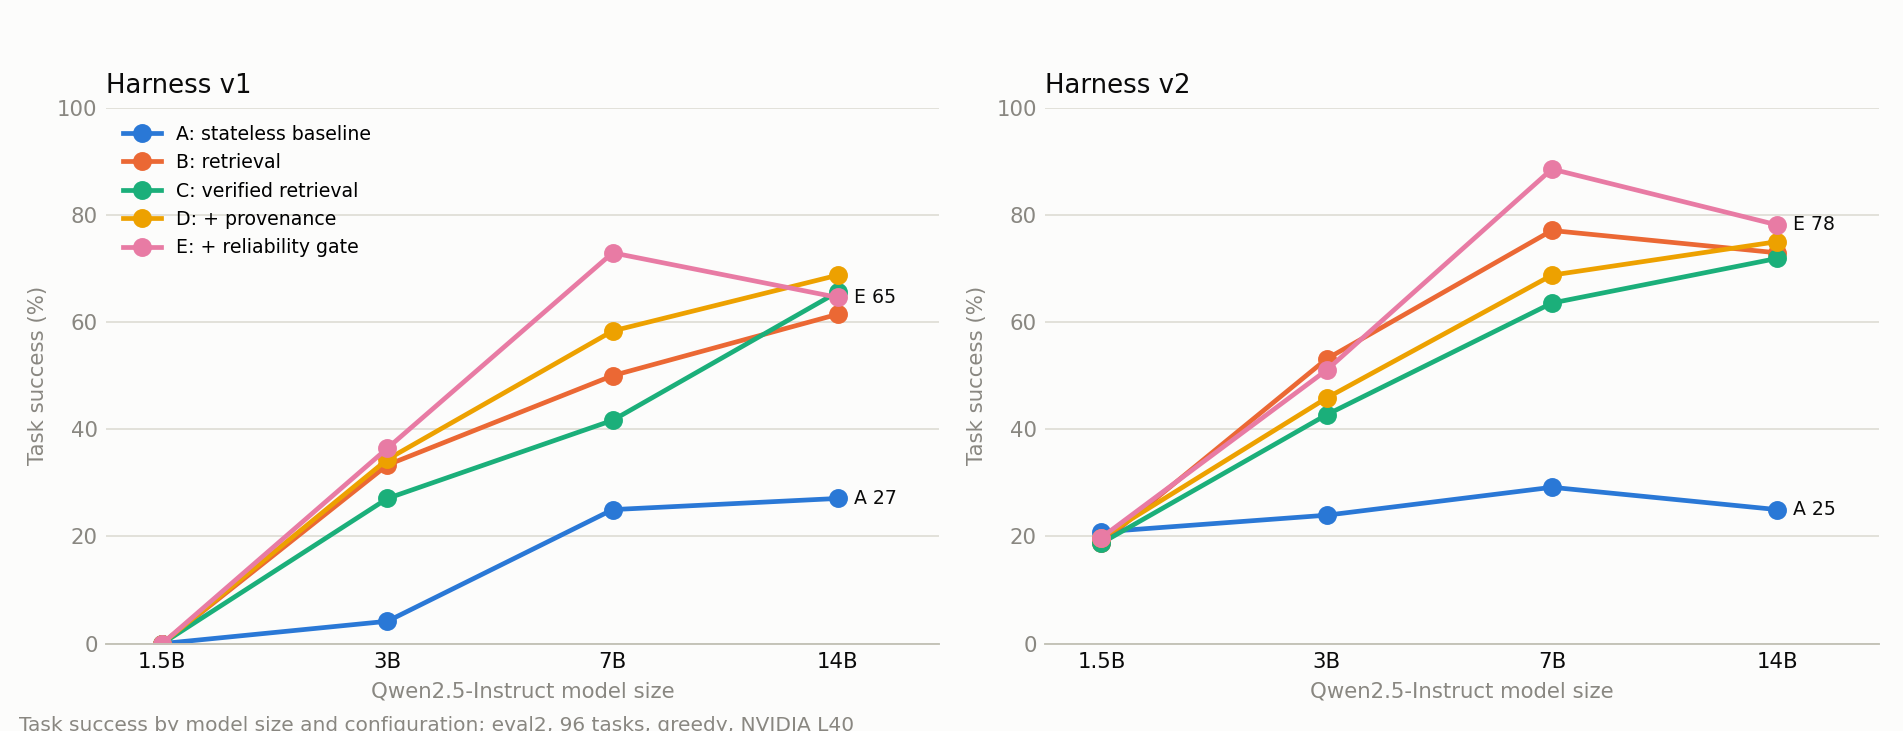 Harness v1
100
80
60
40
20
0
Task success (%)
A: stateless baseline
B: retrieval
C: verified retrieval
D: + provenance
E: + reliability gate
E 65
A 27
1.5B 3B 7B 14B
Qwen2.5-Instruct model size
Harness v2
100
80
60
40
20
0
Task success (%)
E 78
A 25
1.5B 3B 7B 14B
Qwen2.5-Instruct model size
Task success by model size and configuration; eval2, 96 tasks, greedy, NVIDIA L40